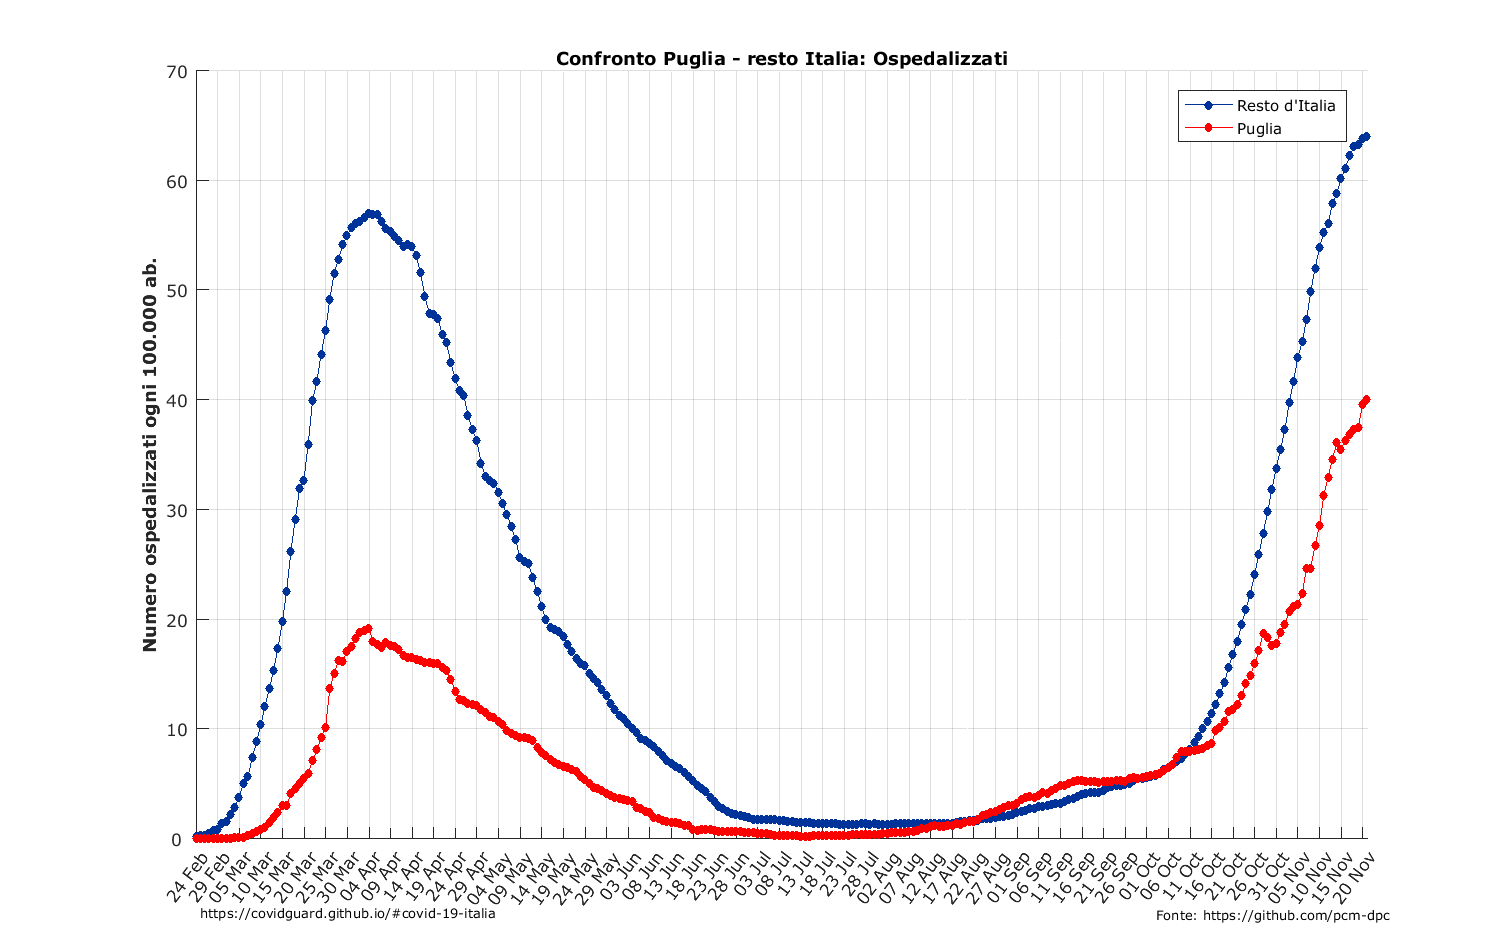 Confronto Puglia - resto Italia: Ospedalizzati
Resto d'Italia
Puglia
Numero ospedalizzati ogni 100.000 ab.
70
60
50
40
30
20
10
0
24 Feb
29 Feb
05 Mar
10 Mar
15 Mar
20 Mar
25 Mar
30 Mar
04 Apr
09 Apr
14 Apr
19 Apr
24 Apr
29 Apr
04 May
09 May
14 May
19 May
24 May
29 May
03 Jun
08 Jun
13 Jun
18 Jun
23 Jun
28 Jun
03 Jul
08 Jul
13 Jul
18 Jul
23 Jul
28 Jul
02 Aug
07 Aug
12 Aug
17 Aug
22 Aug
27 Aug
01 Sep
06 Sep
11 Sep
16 Sep
21 Sep
26 Sep
01 Oct
06 Oct
11 Oct
16 Oct
21 Oct
26 Oct
31 Oct
05 Nov
10 Nov
15 Nov
20 Nov
https://covidguard.github.io/#covid-19-italia
Fonte: https://github.com/pcm-dpc